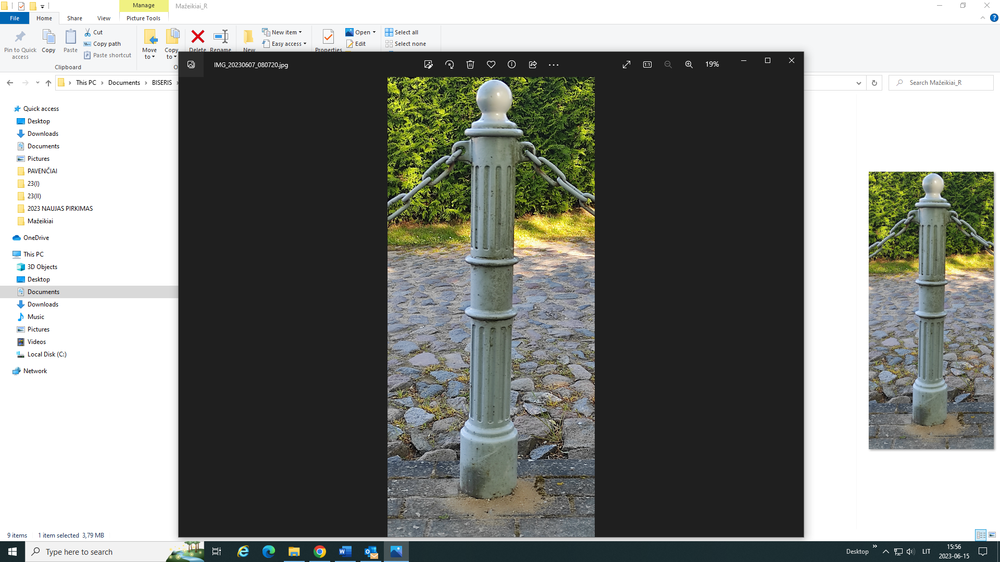 Manage
Mažeikiai_R
File
Home
Share
View
Picture Tools
Pin to Quick access
Copy
Paste
Cut
Copy path
Paste shortcut
Clipboard
Move to
Copy to
Delete
Rename
New
New item
Easy access
Properties
Open
Edit
Select all
Select none
This PC
Documents
BISERIS
Search Mažeikiai_R
IMG_20230607_080720.jpg
1:1
19%
Quick access
Desktop
Downloads
Documents
Pictures
PAVENČIAI
23(I)
23(II)
2023 NAUJAS PIRKIMAS
Mažeikiai
OneDrive
This PC
3D Objects
Desktop
Documents
Downloads
Music
Pictures
Videos
Local Disk (C:)
Network
9 items
1 item selected 3,79 MB
Type here to search
Desktop
LIT
15:56
2023-06-15